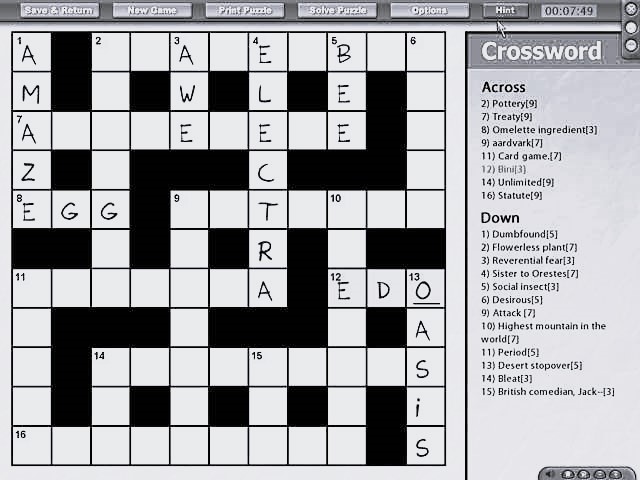 Save & Return New Game Print Puzzle Solve Puzzle Options Hint 00:07:49
Crossword
1 A 2 3 A 4 E 5 B 6
M W L E
7 A E E E
Z C
8 E G G 9 T 10
R
11 A 12 E D 13 O
A
14 15 S
i
16 S
Across
2) Pottery[9]
7) Treaty[9]
8) Omelette ingredient[3]
9) aardvark[7]
11) Card game.[7]
12) Bini[3]
14) Unlimited[9]
16) Statute[9]
Down
1) Dumbfound[5]
2) Flowerless plant[7]
3) Reverential fear[3]
4) Sister to Orestes[7]
5) Social insect[3]
6) Desirous[5]
9) Attack [7]
10) Highest mountain in the
world[7]
11) Period[5]
13) Desert stopover[5]
14) Bleat[3]
15) British comedian, Jack--[3]